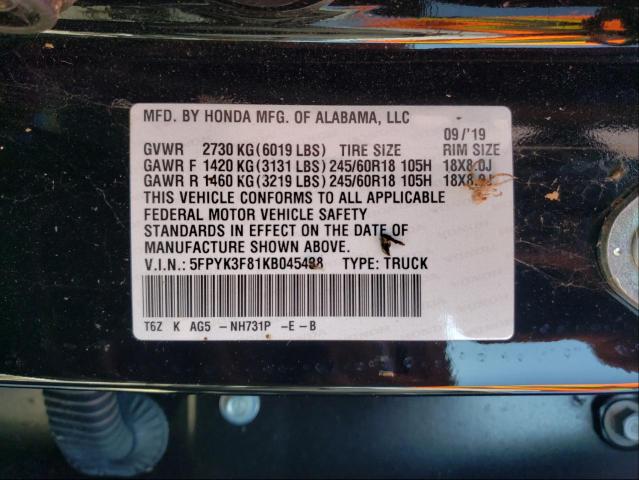 MFD. BY HONDA MFG. OF ALABAMA, LLC
09/'19
GVWR 2730 KG (6019 LBS) TIRE SIZE RIM SIZE
GAWR F 1420 KG (3131 LBS) 245/60R18 105H 18X8.0J
GAWR R 1460 KG (3219 LBS) 245/60R18 105H 18X8.0J
THIS VEHICLE CONFORMS TO ALL APPLICABLE
FEDERAL MOTOR VEHICLE SAFETY
STANDARDS IN EFFECT ON THE DATE OF
MANUFACTURE SHOWN ABOVE.
V.I.N.: TYPE: TRUCK
T6Z K AG5 -NH731P -E -B